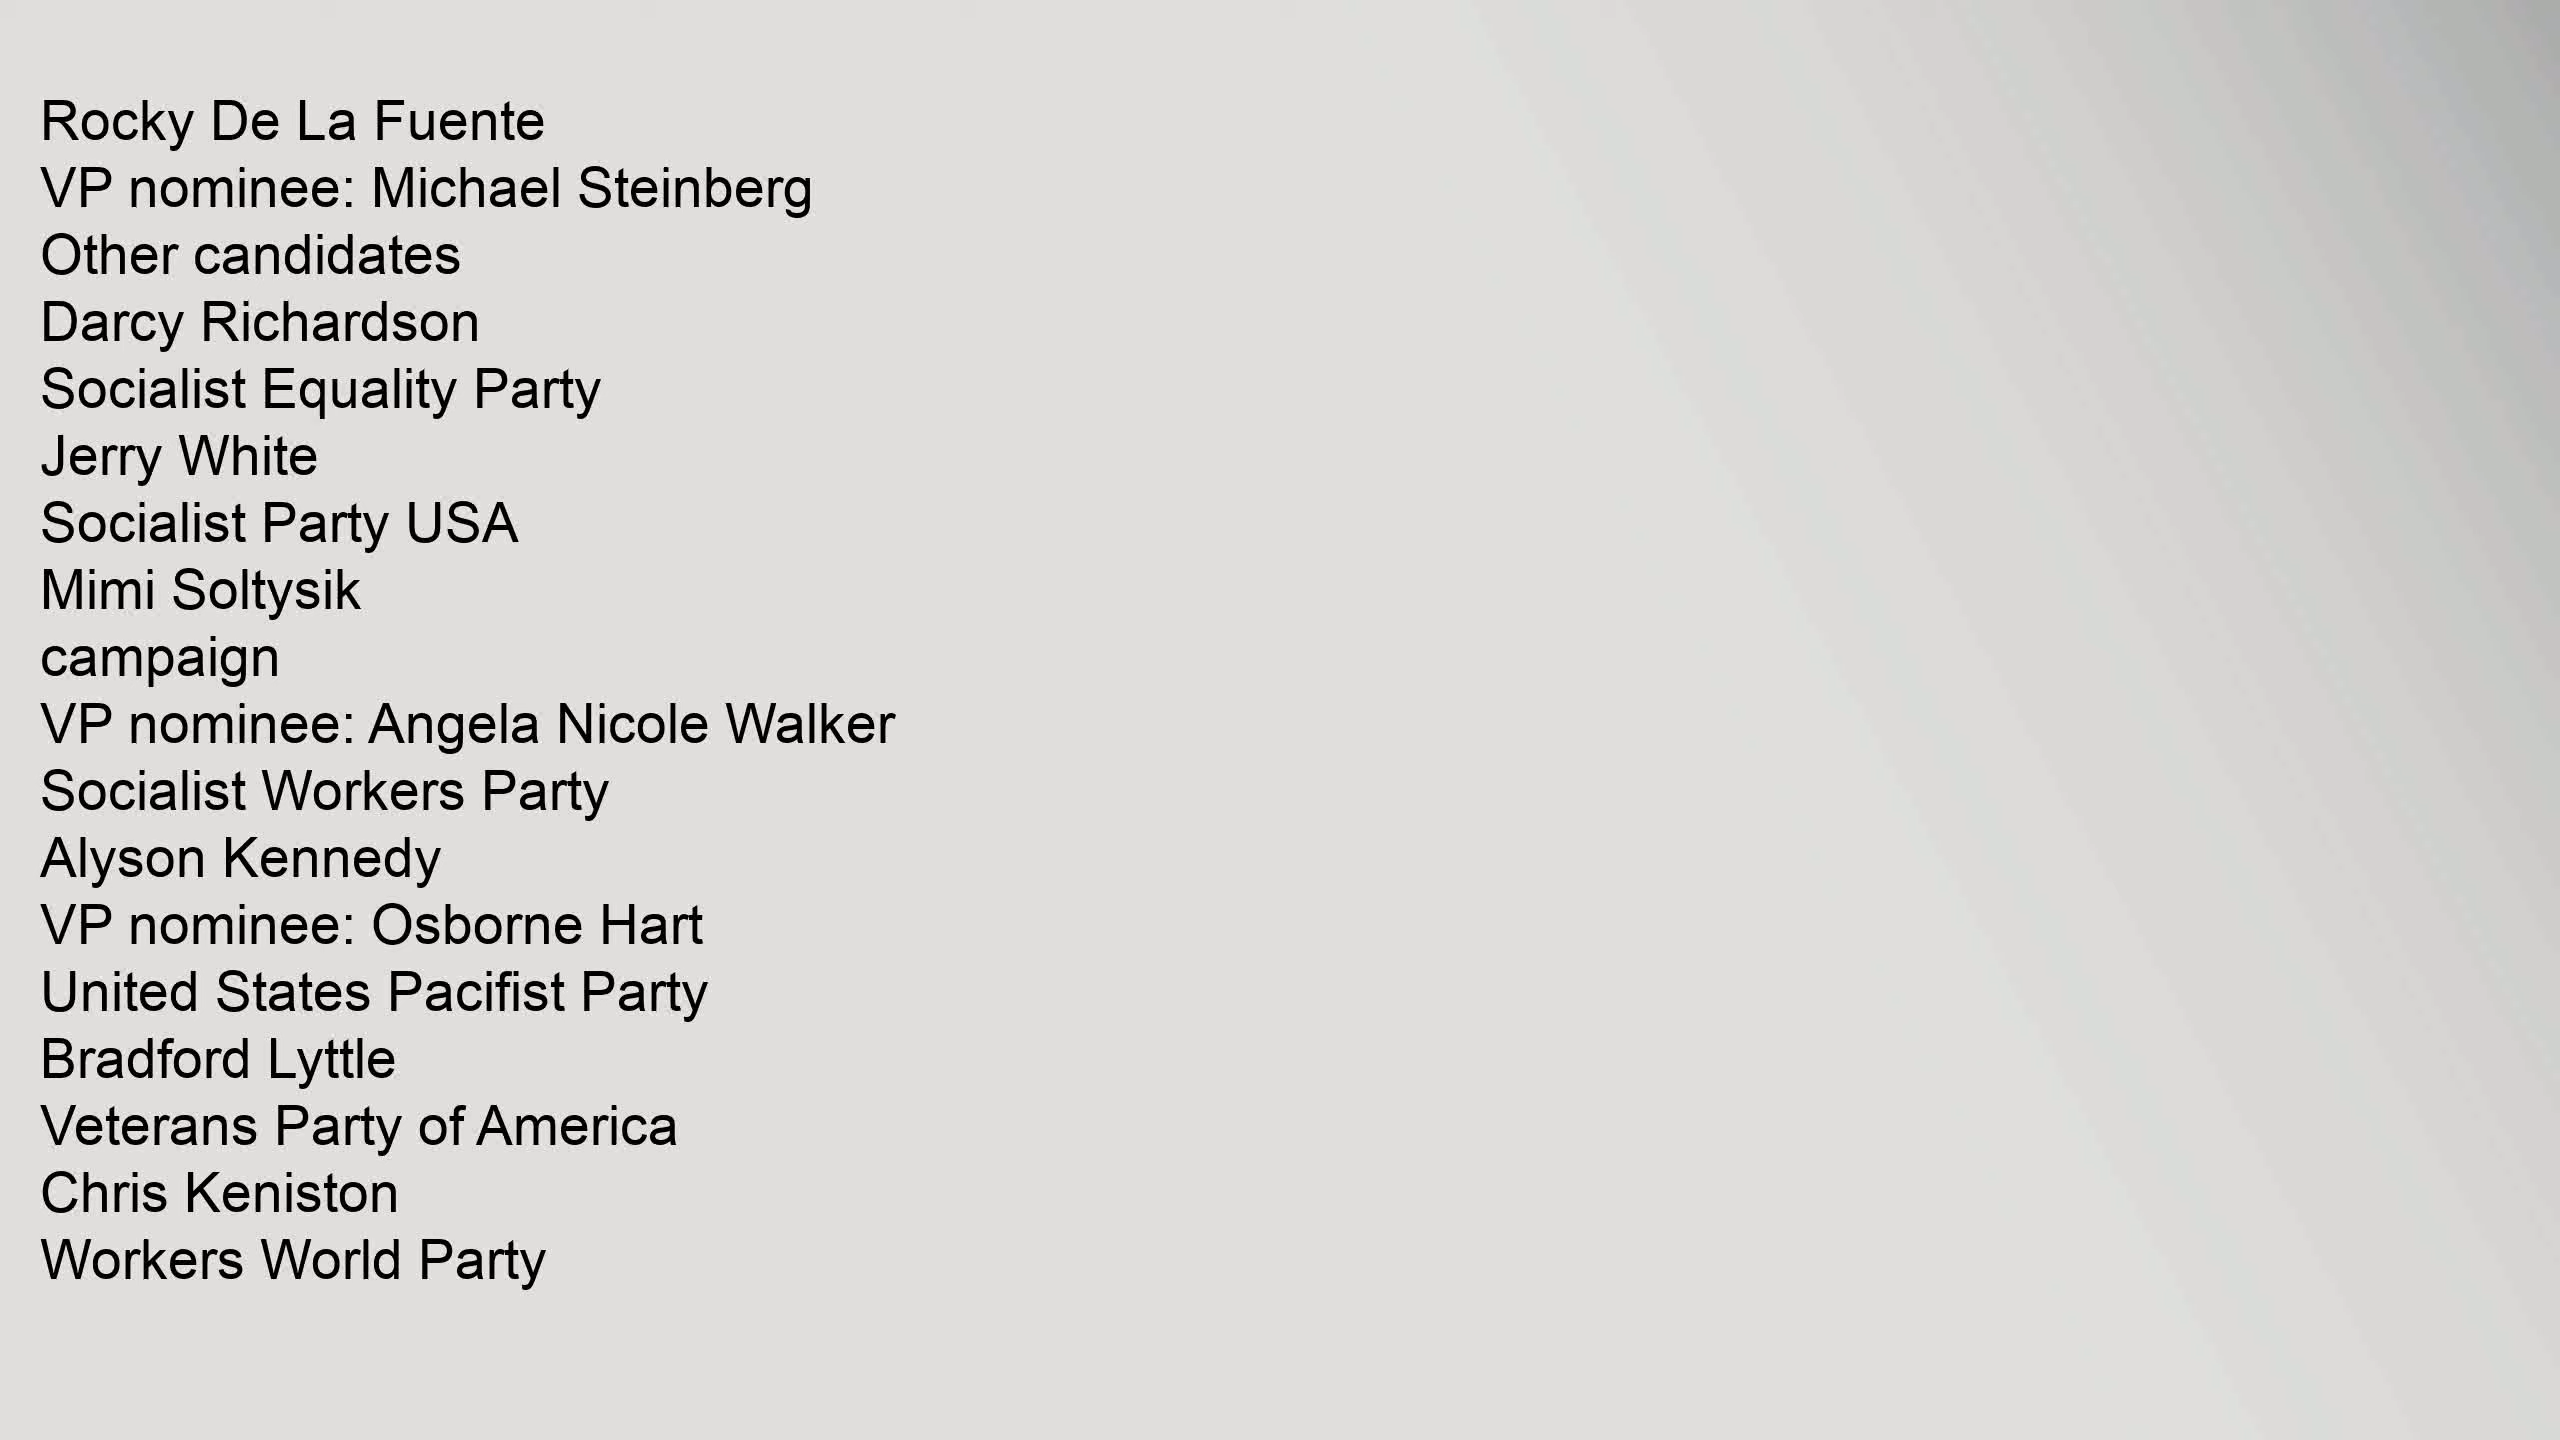 Rocky De La Fuente
VP nominee: Michael Steinberg
Other candidates
Darcy Richardson
Socialist Equality Party
Jerry White
Socialist Party USA
Mimi Soltysik
campaign
VP nominee: Angela Nicole Walker
Socialist Workers Party
Alyson Kennedy
VP nominee: Osborne Hart
United States Pacifist Party
Bradford Lyttle
Veterans Party of America
Chris Keniston
Workers World Party